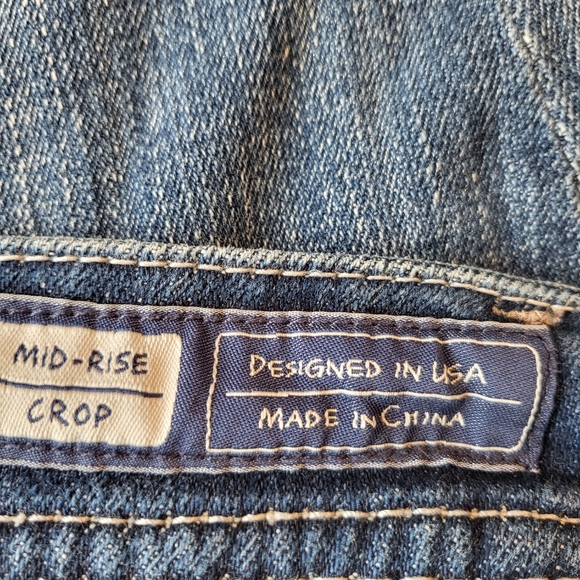 MID-RISE
CROP
DESIGNED IN USA
MADE IN CHINA